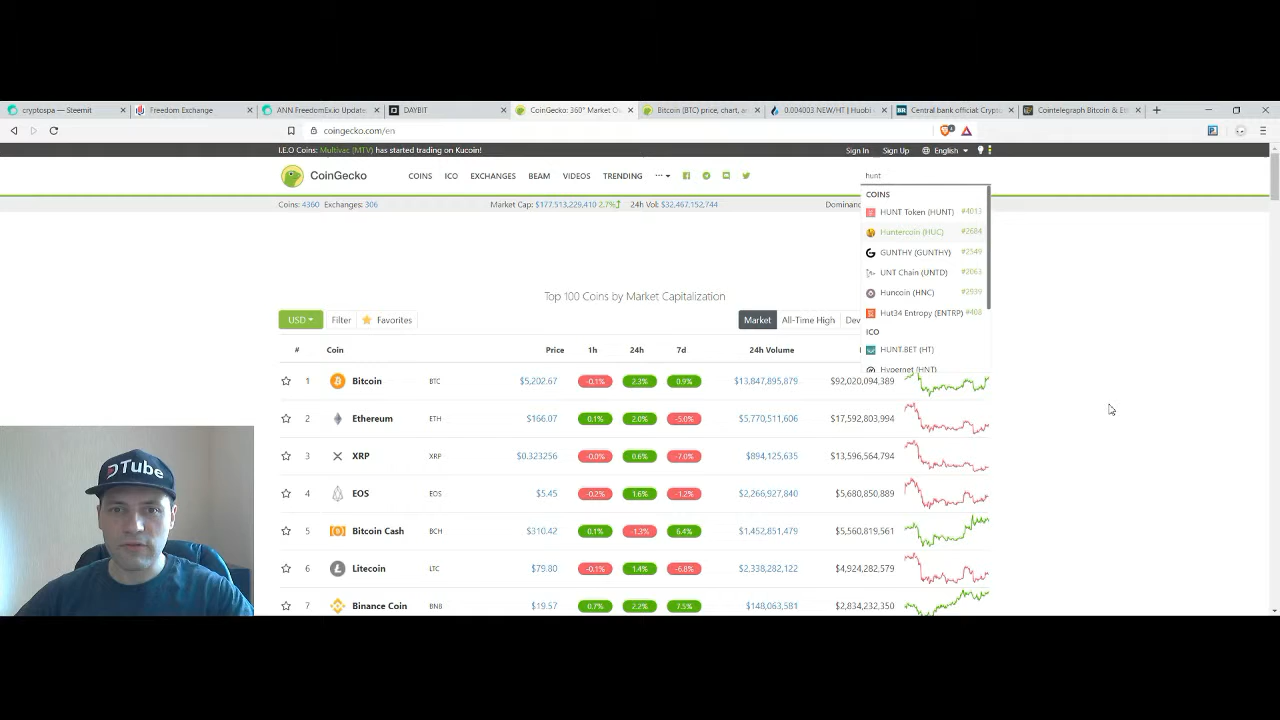 cryptospa — Steemit
Freedom Exchange
ANN FreedomEx.io Update
DAYBIT
CoinGecko: 360° Market Ov
Bitcoin (BTC) price, chart, an
0.004003 NEW/HT | Huobi
Central bank official: Crypt
Cointelegraph Bitcoin & Eth
coingecko.com/en
I.E.O Coins: Multivac (MTV) has started trading on Kucoin!
Sign In Sign Up English
CoinGecko
COINS ICO EXCHANGES BEAM VIDEOS TRENDING ...
hunt
Coins: 4360 Exchanges: 306 Market Cap: $177,513,229,410 2.7% 24h Vol: $32,467,152,744 Dominanc
COINS
HUNT Token (HUNT) #4013
Huntercoin (HUC) #2684
GUNTHY (GUNTHY) #2549
UNT Chain (UNTD) #2063
Huncoin (HNC) #2939
Hut34 Entropy (ENTRP) #408
ICO
HUNT.BET (HT)
Hypernet (HNT)
Top 100 Coins by Market Capitalization
USD Filter Favorites Market All-Time High Dev
# Coin Price 1h 24h 7d 24h Volume
1 Bitcoin BTC $5,202.67 -0.1% 2.3% 0.9% $13,847,895,879 $92,020,094,389
2 Ethereum ETH $166.07 0.1% 2.0% -5.0% $5,770,511,606 $17,592,803,994
3 XRP XRP $0.323256 -0.0% 0.6% -7.0% $894,125,635 $13,596,564,794
4 EOS EOS $5.45 -0.2% 1.6% -1.2% $2,266,927,840 $5,680,850,889
5 Bitcoin Cash BCH $310.42 0.1% -1.3% 6.4% $1,452,851,479 $5,560,819,561
6 Litecoin LTC $79.80 -0.1% 1.4% -6.8% $2,338,282,122 $4,924,282,579
7 Binance Coin BNB $19.57 0.7% 2.2% 7.5% $148,063,581 $2,834,232,350
DTube